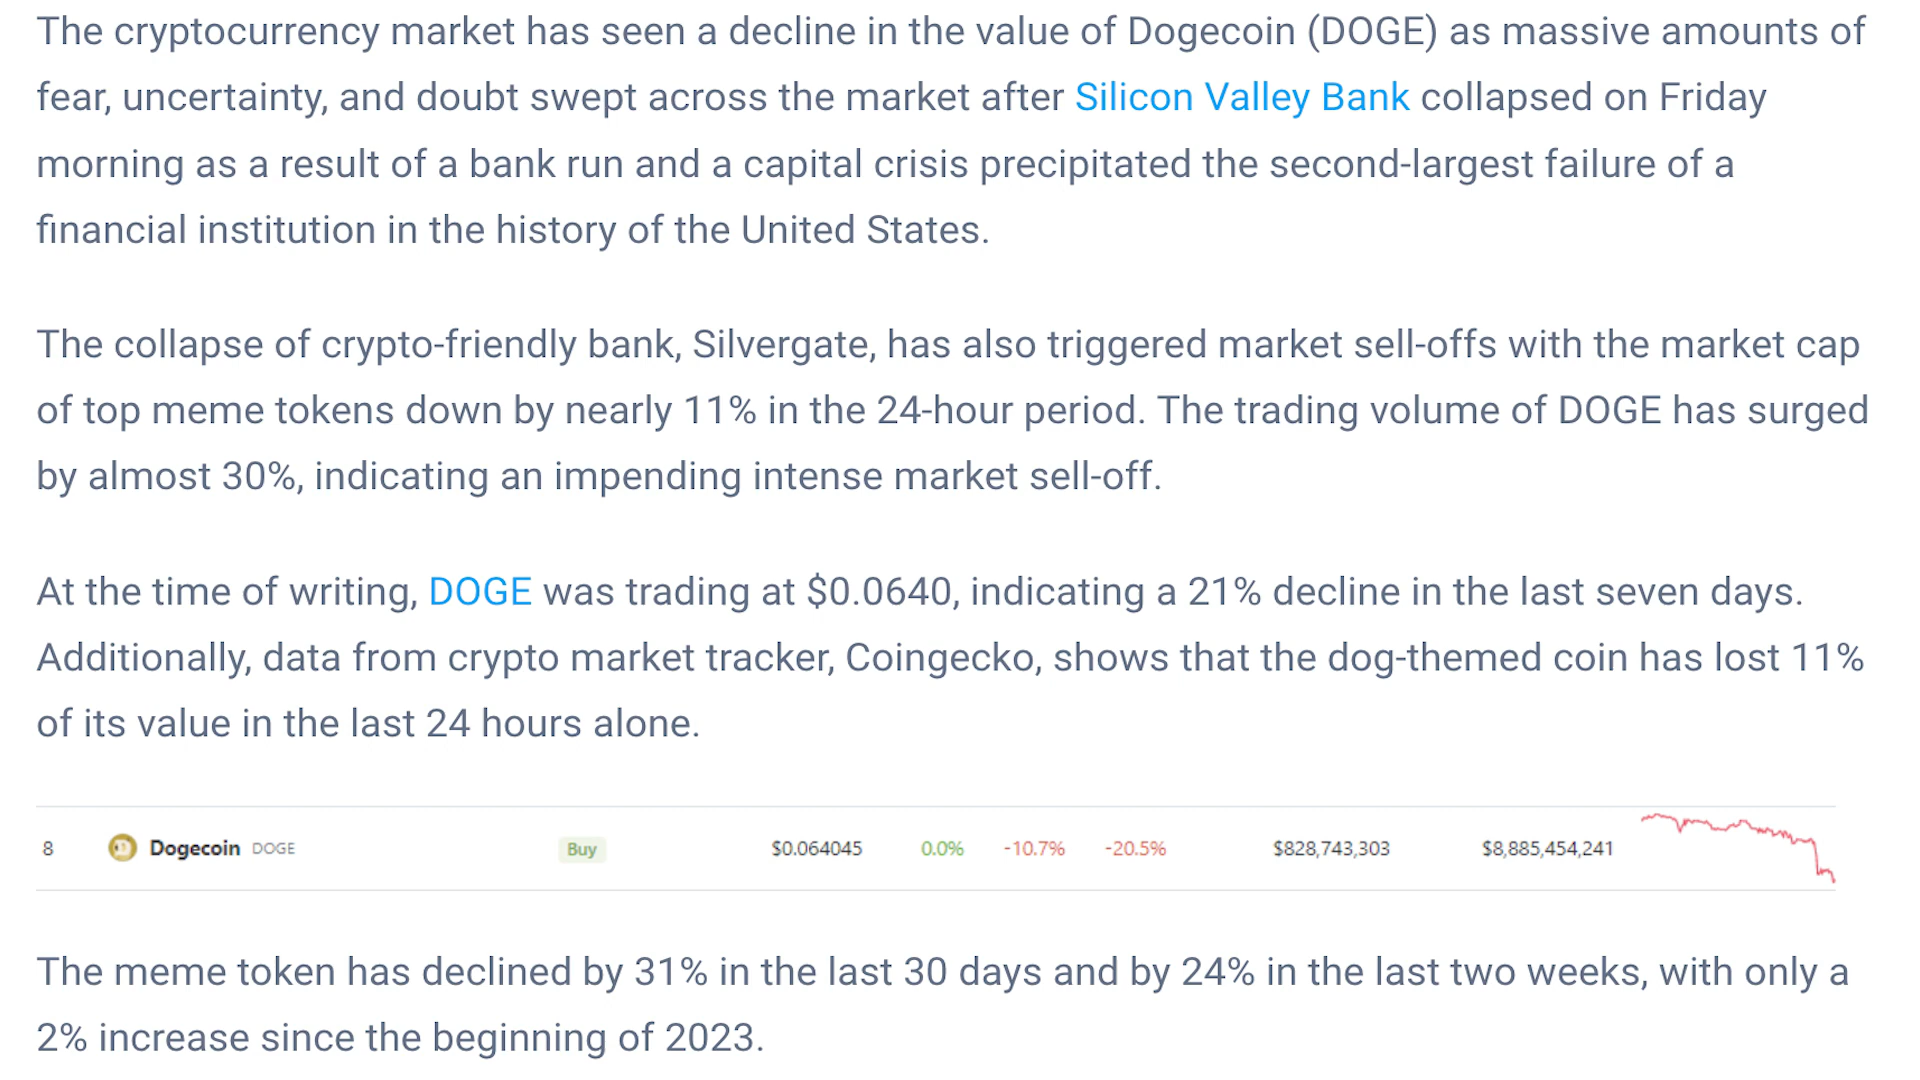 The cryptocurrency market has seen a decline in the value of Dogecoin (DOGE) as massive amounts of
fear, uncertainty, and doubt swept across the market after Silicon Valley Bank collapsed on Friday
morning as a result of a bank run and a capital crisis precipitated the second-largest failure of a
financial institution in the history of the United States.
The collapse of crypto-friendly bank, Silvergate, has also triggered market sell-offs with the market cap
of top meme tokens down by nearly 11% in the 24-hour period. The trading volume of DOGE has surged
by almost 30%, indicating an impending intense market sell-off.
At the time of writing, DOGE was trading at $0.0640, indicating a 21% decline in the last seven days.
Additionally, data from crypto market tracker, Coingecko, shows that the dog-themed coin has lost 11%
of its value in the last 24 hours alone.
8 Dogecoin DOGE Buy $0.064045 0.0% -10.7% -20.5% $828,743,303 $8,885,454,241
The meme token has declined by 31% in the last 30 days and by 24% in the last two weeks, with only a
2% increase since the beginning of 2023.